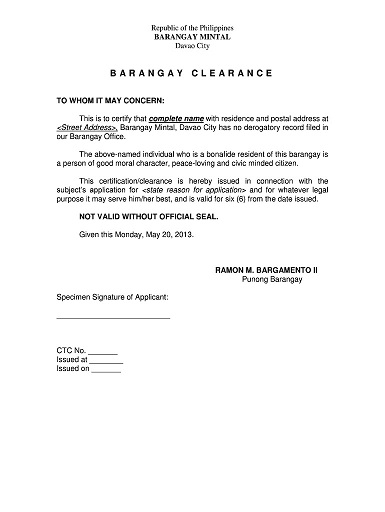 Republic of the Philippines
BARANGAY MINTAL
Davao City
BARANGAY CLEARANCE
TO WHOM IT MAY CONCERN:
This is to certify that complete name with residence and postal address at
<Street Address>, Barangay Mintal, Davao City has no derogatory record filed in
our Barangay Office.
The above-named individual who is a bonalide resident of this barangay is
a person of good moral character, peace-loving and civic minded citizen.
This certification/clearance is hereby issued in connection with the
subject's application for <state reason for application> and for whatever legal
purpose it may serve him/her best, and is valid for six (6) from the date issued.
NOT VALID WITHOUT OFFICIAL SEAL.
Given this Monday, May 20, 2013.
RAMON M. BARGAMENTO II
Punong Barangay
Specimen Signature of Applicant:
CTC No. _______
Issued at ________
Issued on _______